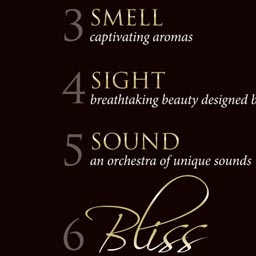 3 SMELL
captivating aromas
4 SIGHT
breathtaking beauty designed
5 SOUND
an orchestra of unique sounds
6 Bliss